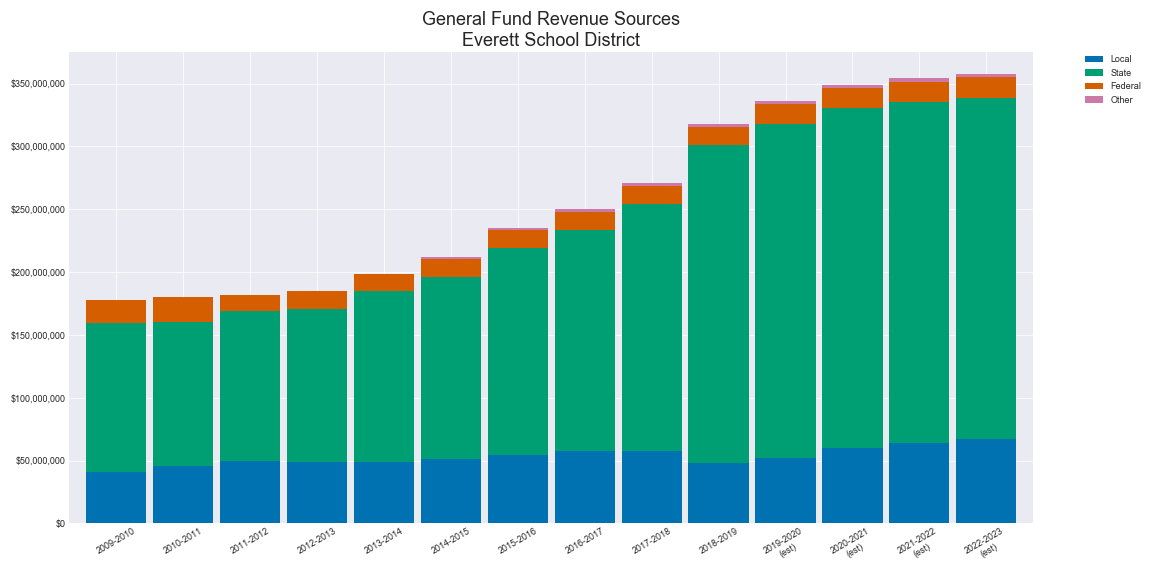 General Fund Revenue Sources
Everett School District
Local
State
Federal
Other
$350,000,000
$300,000,000
$250,000,000
$200,000,000
$150,000,000
$100,000,000
$50,000,000
$0
2009-2010
2010-2011
2011-2012
2012-2013
2013-2014
2014-2015
2015-2016
2016-2017
2017-2018
2018-2019
2019-2020
(est)
2020-2021
(est)
2021-2022
(est)
2022-2023
(est)